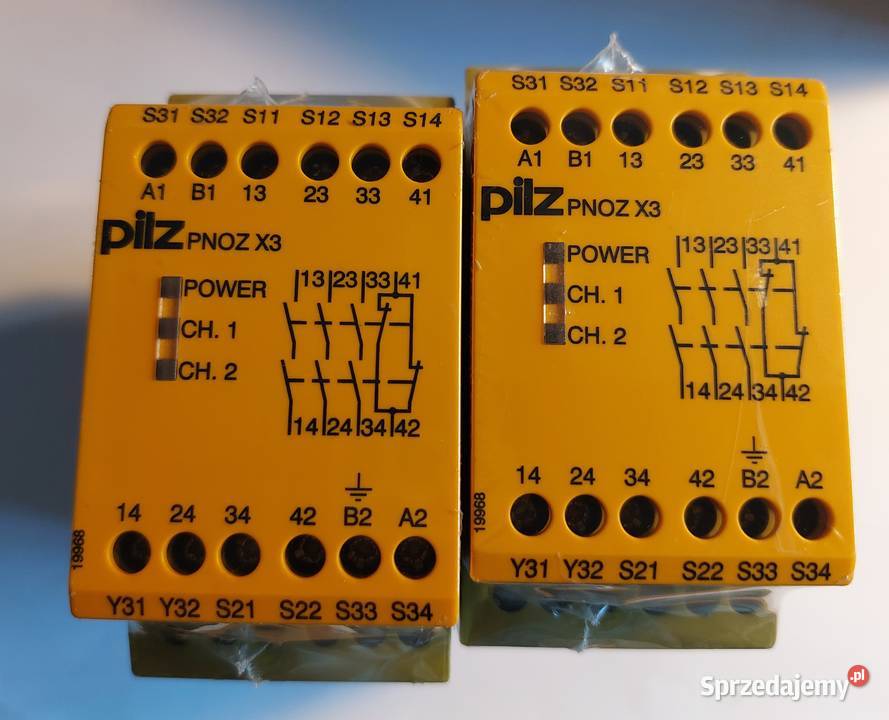 S31 S32 S11 S12 S13 S14
A1 B1 13 23 33 41
pilz PNOZ X3
POWER
CH. 1
CH. 2
13 23 33 41
14 24 34 42
19968
14 24 34 42 B2 A2
Y31 Y32 S21 S22 S33 S34
S31 S32 S11 S12 S13 S14
A1 B1 13 23 33 41
pilz PNOZ X3
POWER
CH. 1
CH. 2
13 23 33 41
14 24 34 42
19968
14 24 34 42 B2 A2
Y31 Y32 S21 S22 S33 S34
Sprzedajemy.pl